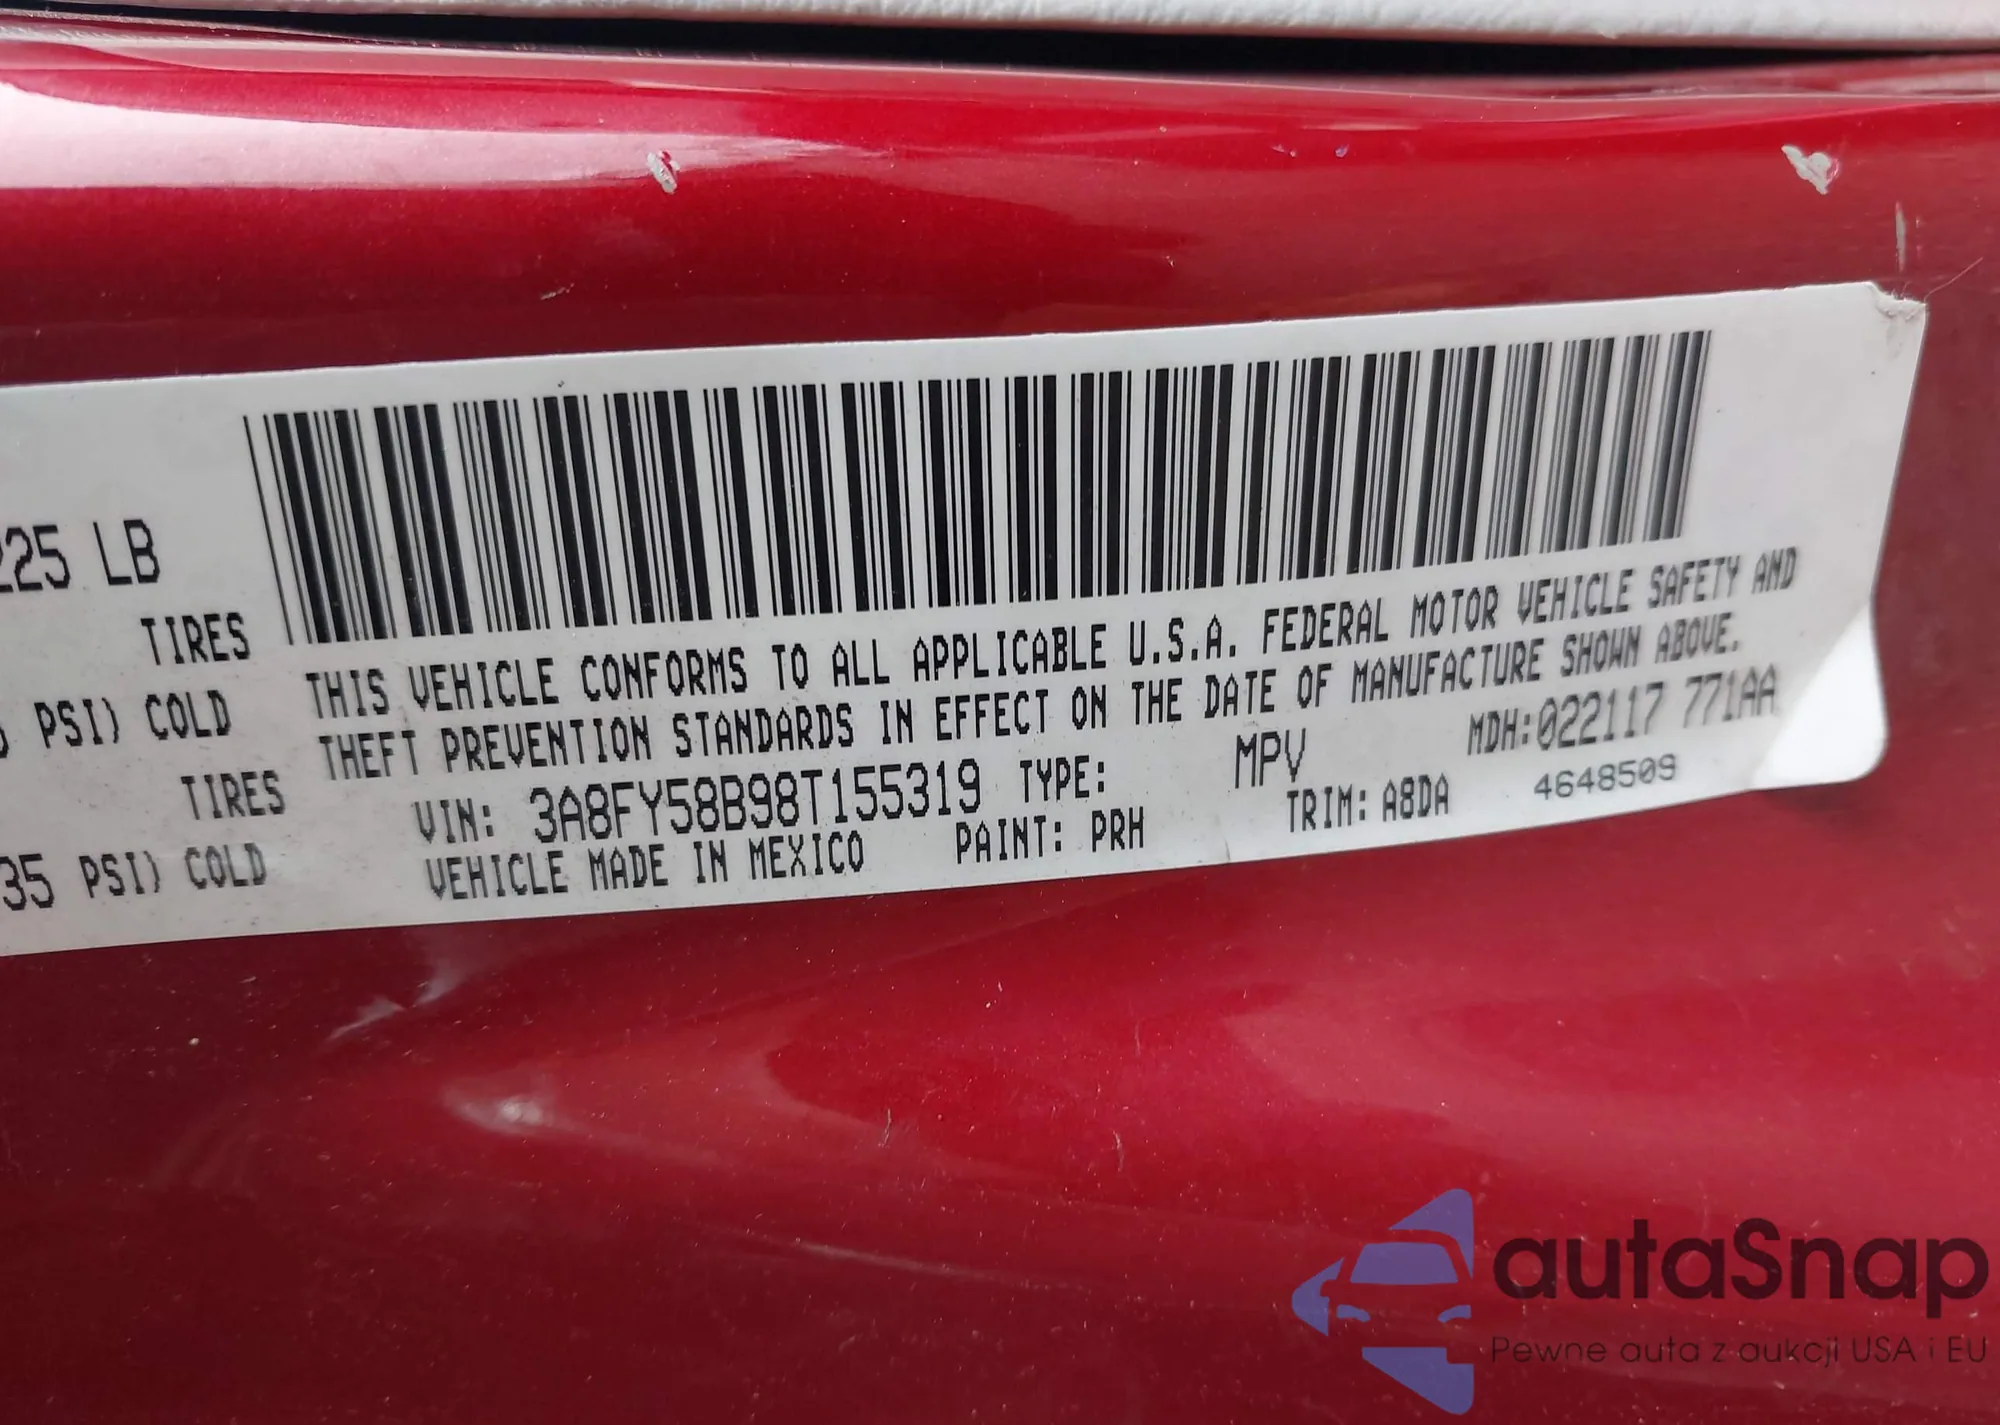 225 LB
TIRES
PSI) COLD
TIRES
35 PSI) COLD
THIS VEHICLE CONFORMS TO ALL APPLICABLE U.S.A. FEDERAL MOTOR VEHICLE SAFETY AND
THEFT PREVENTION STANDARDS IN EFFECT ON THE DATE OF MANUFACTURE SHOWN ABOVE.
VIN: 3A8FY58B98T155319 TYPE: MPV MDH:022117 771AA
VEHICLE MADE IN MEXICO PAINT: PRH TRIM: A8DA 4648509
autaSnap
Pewne auta z aukcji USA i EU